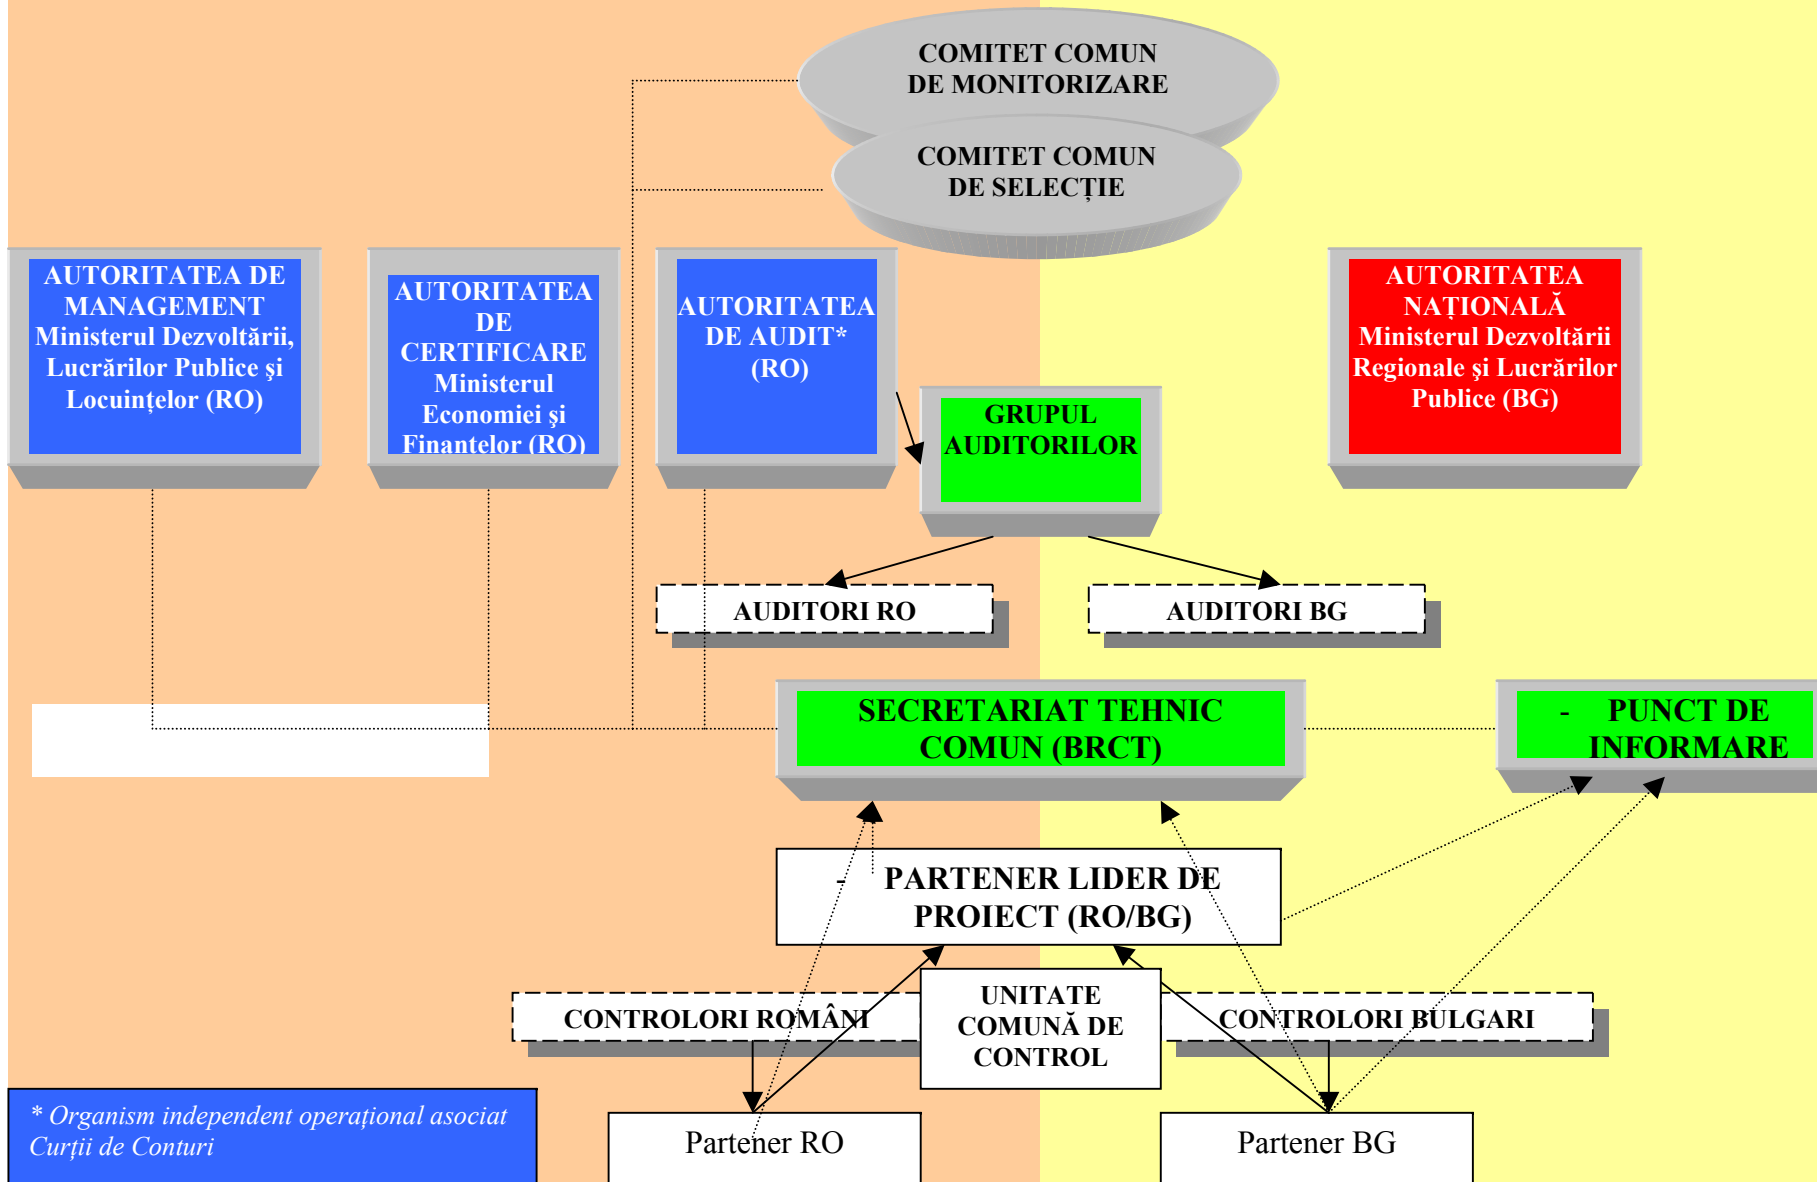 COMITET COMUN
DE MONITORIZARE
COMITET COMUN
DE SELECȚIE
AUTORITATEA DE
MANAGEMENT
Ministerul Dezvoltării,
Lucrărilor Publice şi
Locuințelor (RO)
AUTORITATEA
DE
CERTIFICARE
Ministerul
Economiei şi
Finantelor (RO)
AUTORITATEA
DE AUDIT*
(RO)
AUTORITATEA
NAȚIONALĂ
Ministerul Dezvoltării
Regionale şi Lucrărilor
Publice (BG)
GRUPUL
AUDITORILOR
AUDITORI RO
AUDITORI BG
SECRETARIAT TEHNIC
COMUN (BRCT)
- PUNCT DE
INFORMARE
- PARTENER LIDER DE
PROIECT (RO/BG)
CONTROLORI ROMÂNI
UNITATE
COMUNĂ DE
CONTROL
CONTROLORI BULGARI
* Organism independent operațional asociat
Curții de Conturi
Partener RO
Partener BG